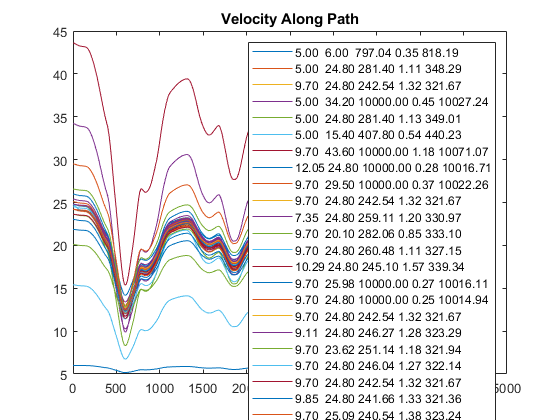 Velocity Along Path
45
40
35
30
25
20
15
10
5
0
500
1000
1500
5.00 6.00 797.04 0.35 818.19
5.00 24.80 281.40 1.11 348.29
9.70 24.80 242.54 1.32 321.67
5.00 34.20 10000.00 0.45 10027.24
5.00 24.80 281.40 1.13 349.01
5.00 15.40 407.80 0.54 440.23
9.70 43.60 10000.00 1.18 10071.07
12.05 24.80 10000.00 0.28 10016.71
9.70 29.50 10000.00 0.37 10022.26
9.70 24.80 242.54 1.32 321.67
7.35 24.80 259.11 1.20 330.97
9.70 20.10 282.06 0.85 333.10
9.70 24.80 260.48 1.11 327.15
10.29 24.80 245.10 1.57 339.34
9.70 25.98 10000.00 0.27 10016.11
9.70 24.80 10000.00 0.25 10014.94
9.70 24.80 242.54 1.32 321.67
9.11 24.80 246.27 1.28 323.29
9.70 23.62 251.14 1.18 321.94
9.70 24.80 246.04 1.27 322.14
9.70 24.80 242.54 1.32 321.67
9.85 24.80 241.66 1.33 321.36
9.70 25.09 240.54 1.38 323.24